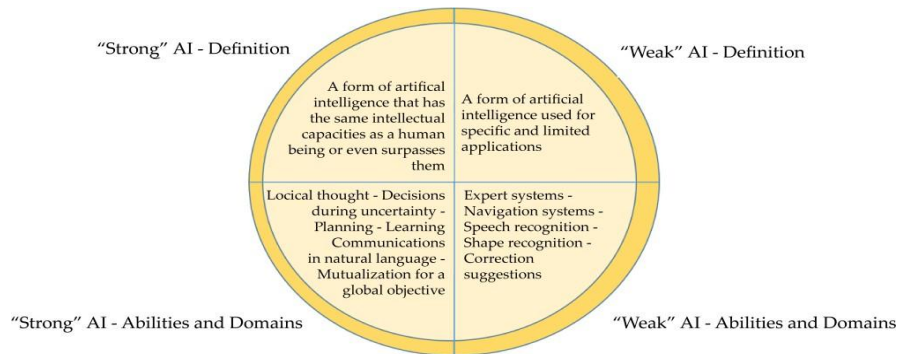 “Strong” AI - Definition
“Weak” AI - Definition
A form of artifical
intelligence that has
the same intellectual
capacities as a human
being or even surpasses
them
A form of artificial
intelligence used for
specific and limited
applications
Locical thought - Decisions
during uncertainty -
Planning - Learning
Communications
in natural language -
Mutualization for a
global objective
Expert systems -
Navigation systems -
Speech recognition -
Shape recognition -
Correction
suggestions
“Strong” AI - Abilities and Domains
“Weak” AI - Abilities and Domains